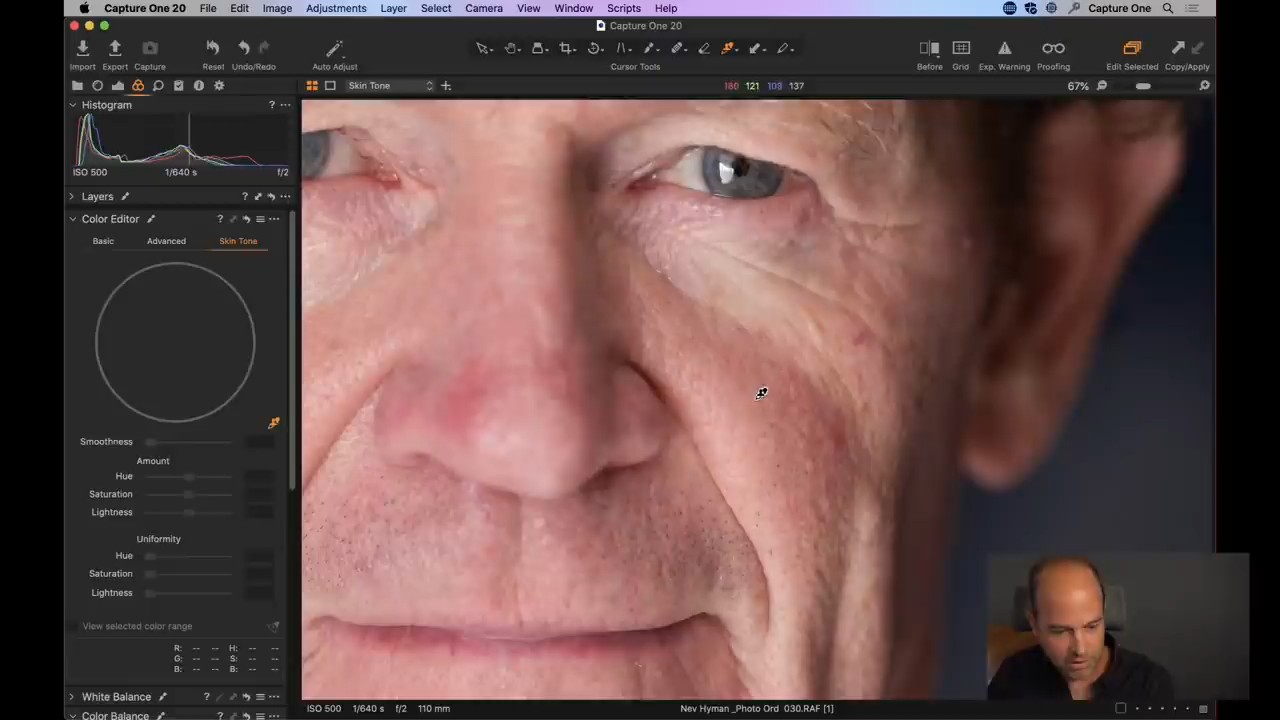 Capture One 20 File Edit Image Adjustments Layer Select Camera View Window Scripts Help Capture One
Capture One 20
Import Export Capture Reset Undo/Redo Auto Adjust Cursor Tools Before Grid Exp. Warning Proofing Edit Selected Copy/Apply
Skin Tone 180 121 109 137 67%
Histogram ? ...
ISO 500 1/640 s f/2
Layers ? ...
Color Editor ? ...
Basic Advanced Skin Tone
Smoothness
Amount
Hue
Saturation
Lightness
Uniformity
Hue
Saturation
Lightness
View selected color range
R: -- -- H: -- --
G: -- -- S: -- --
B: -- -- B: -- --
White Balance ? ...
Color Balance ? ...
ISO 500 1/640 s f/2 110 mm Nev Hyman _Photo Ord 030.RAF [1]